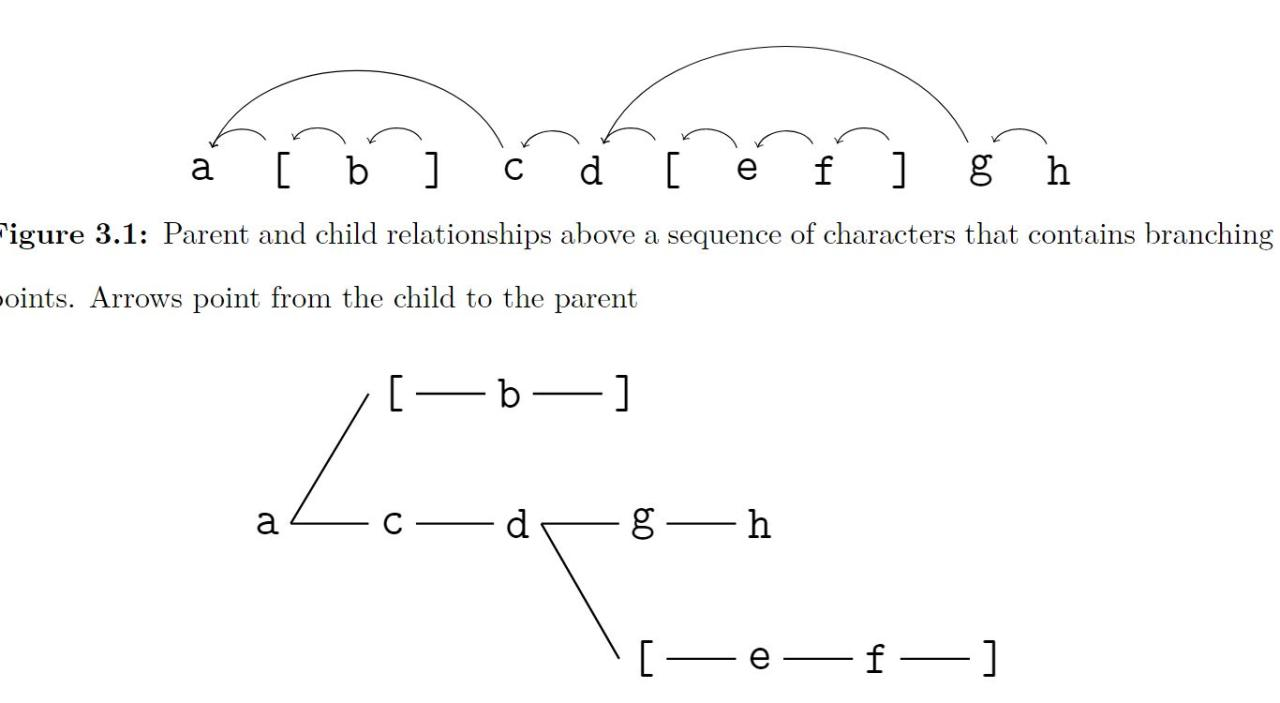 a [ b ] c d [ e f ] g h
Figure 3.1: Parent and child relationships above a sequence of characters that contains branching
points. Arrows point from the child to the parent
[ b ]
a c d g h
[ e f ]